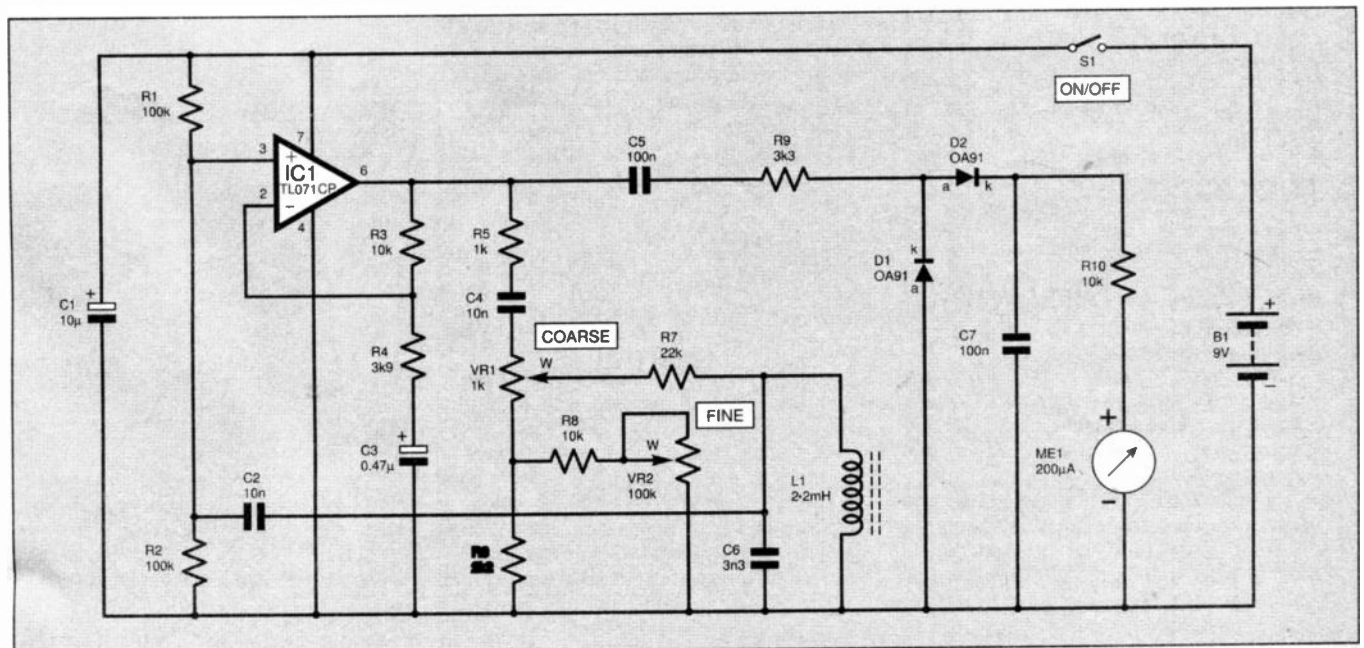 S1
ON/OFF
R1
100k
3
+
7
IC1
TL071CP
6
2
−
4
C5
100n
R9
3k3
D2
OA91
a
k
R3
10k
R5
1k
D1
OA91
k
a
R10
10k
C1
+
10µ
C4
10n
COARSE
R7
22k
C7
100n
+
B1
9V
−
R4
3k9
VR1
1k
W
FINE
R8
10k
W
VR2
100k
C3
+
0.47µ
L1
2·2mH
+
ME1
200µA
−
C2
10n
R2
100k
C6
3n3